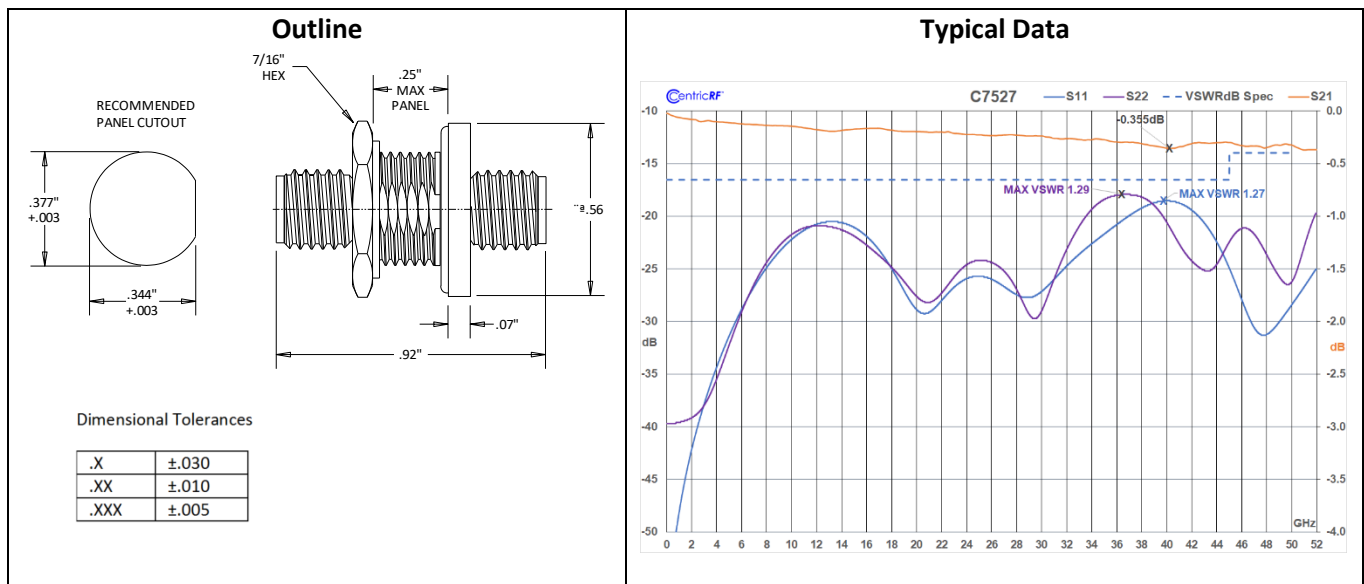 Outline
7/16"
HEX
.25"
MAX
PANEL
RECOMMENDED
PANEL CUTOUT
.377"
+.003
.56
.344"
+.003
.07"
.92"
Dimensional Tolerances
.X ±.030
.XX ±.010
.XXX ±.005
Typical Data
CentricRF™
C7527
S11
S22
VSWRdB Spec
S21
-10
-15
-20
-25
-30
dB
-35
-40
-45
-50
-0.355dB
MAX VSWR 1.29
MAX VSWR 1.27
0.0
-0.5
-1.0
-1.5
-2.0
dB
-2.5
-3.0
-3.5
-4.0
GHz
0 2 4 6 8 10 12 14 16 18 20 22 24 26 28 30 32 34 36 38 40 42 44 46 48 50 52